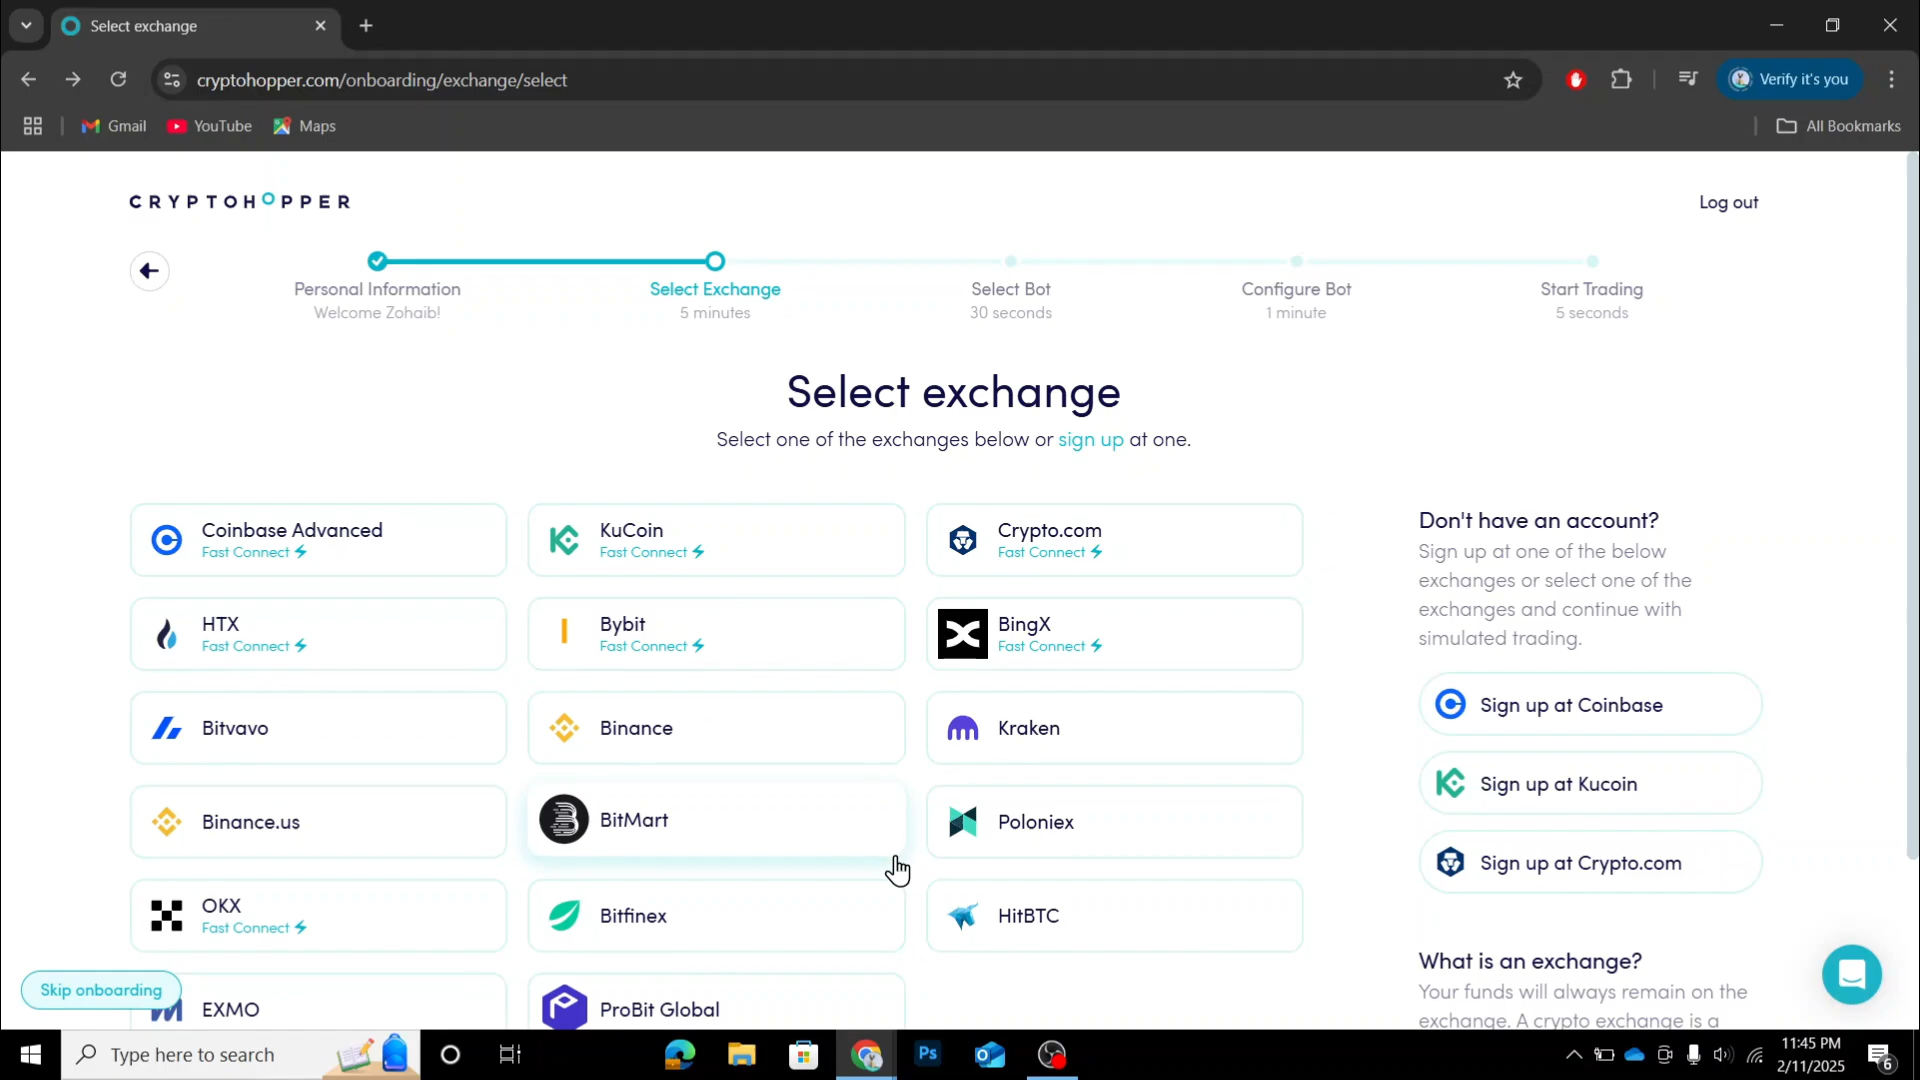 Select exchange
cryptohopper.com/onboarding/exchange/select
Verify it's you
Gmail
YouTube
Maps
All Bookmarks
CRYPTOHOPPER
Log out
Personal Information
Welcome Zohaib!
Select Exchange
5 minutes
Select Bot
30 seconds
Configure Bot
1 minute
Start Trading
5 seconds
Select exchange
Select one of the exchanges below or sign up at one.
Coinbase Advanced
Fast Connect
KuCoin
Fast Connect
Crypto.com
Fast Connect
HTX
Fast Connect
Bybit
Fast Connect
BingX
Fast Connect
Bitvavo
Binance
Kraken
Binance.us
BitMart
Poloniex
OKX
Fast Connect
Bitfinex
HitBTC
EXMO
ProBit Global
Don't have an account?
Sign up at one of the below
exchanges or select one of the
exchanges and continue with
simulated trading.
Sign up at Coinbase
Sign up at Kucoin
Sign up at Crypto.com
What is an exchange?
Your funds will always remain on the
exchange. A crypto exchange is a
Skip onboarding
Type here to search
Ps
11:45 PM
2/11/2025
6